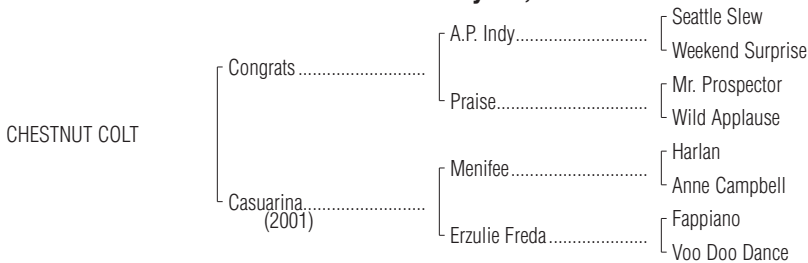 Seattle Slew
A.P. Indy..............................
Weekend Surprise
Congrats ..........................
Mr. Prospector
Praise..................................
Wild Applause
CHESTNUT COLT
Harlan
Menifee...............................
Anne Campbell
Casuarina.........................
(2001)
Fappiano
Erzulie Freda.....................
Voo Doo Dance